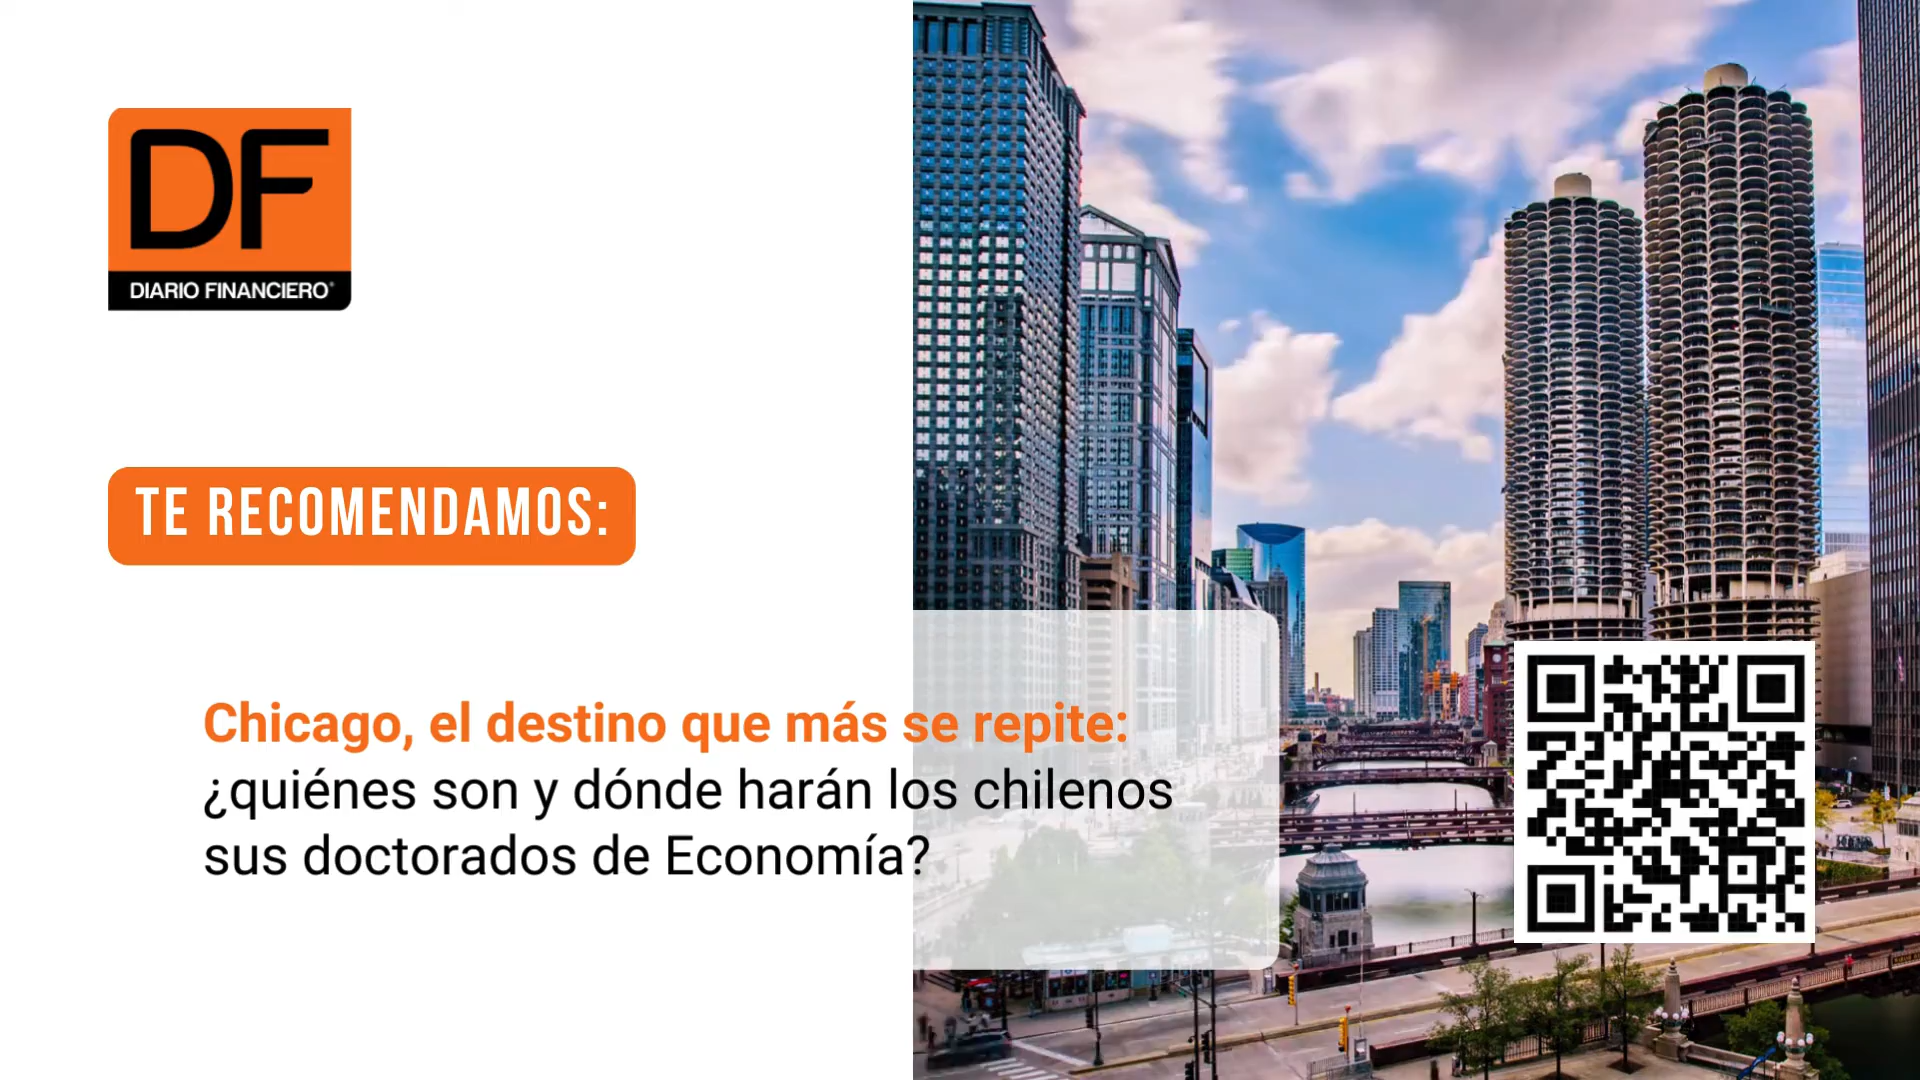 DF
DIARIO FINANCIERO®
TE RECOMENDAMOS:
Chicago, el destino que más se repite:
¿quiénes son y dónde harán los chilenos
sus doctorados de Economía?